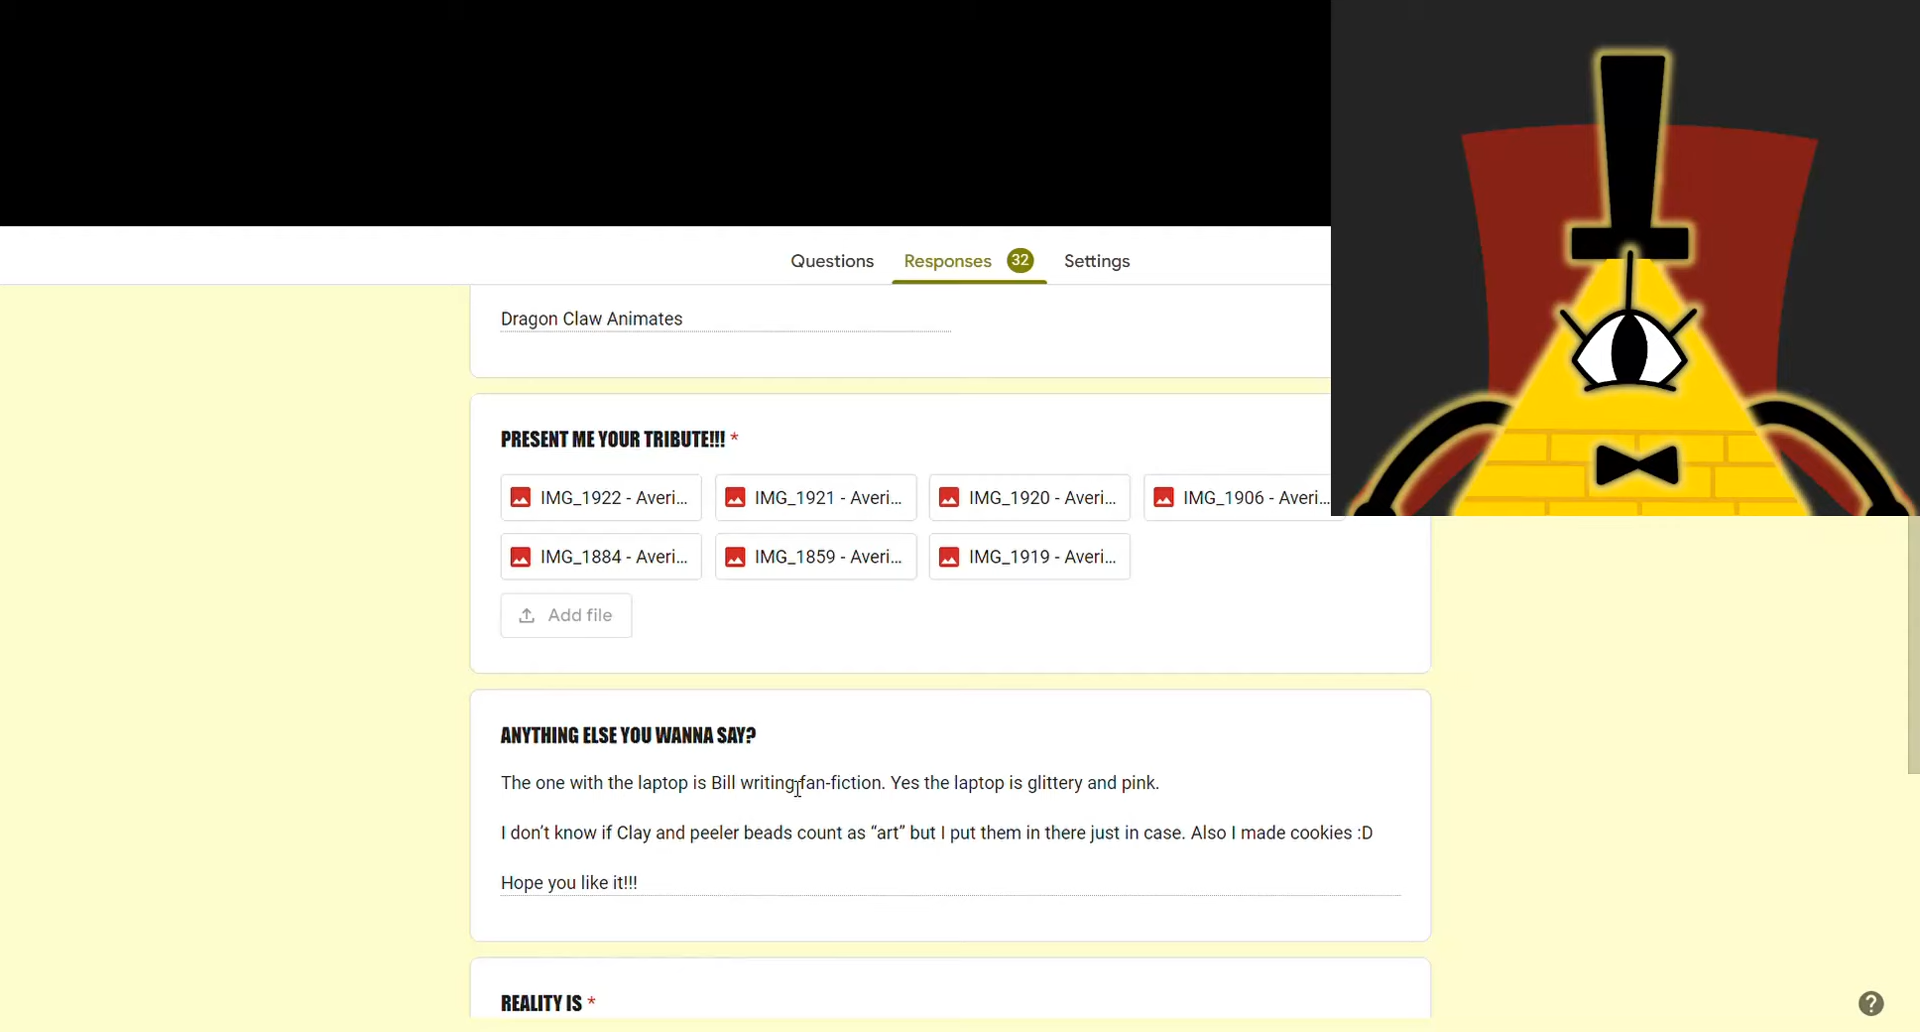 Questions Responses 32 Settings
Dragon Claw Animates
PRESENT ME YOUR TRIBUTE!!! *
IMG_1922 - Averi... IMG_1921 - Averi... IMG_1920 - Averi... IMG_1906 - Averi...
IMG_1884 - Averi... IMG_1859 - Averi... IMG_1919 - Averi...
Add file
ANYTHING ELSE YOU WANNA SAY?
The one with the laptop is Bill writing fan-fiction. Yes the laptop is glittery and pink.
I don’t know if Clay and peeler beads count as “art” but I put them in there just in case. Also I made cookies :D
Hope you like it!!!
REALITY IS *
?